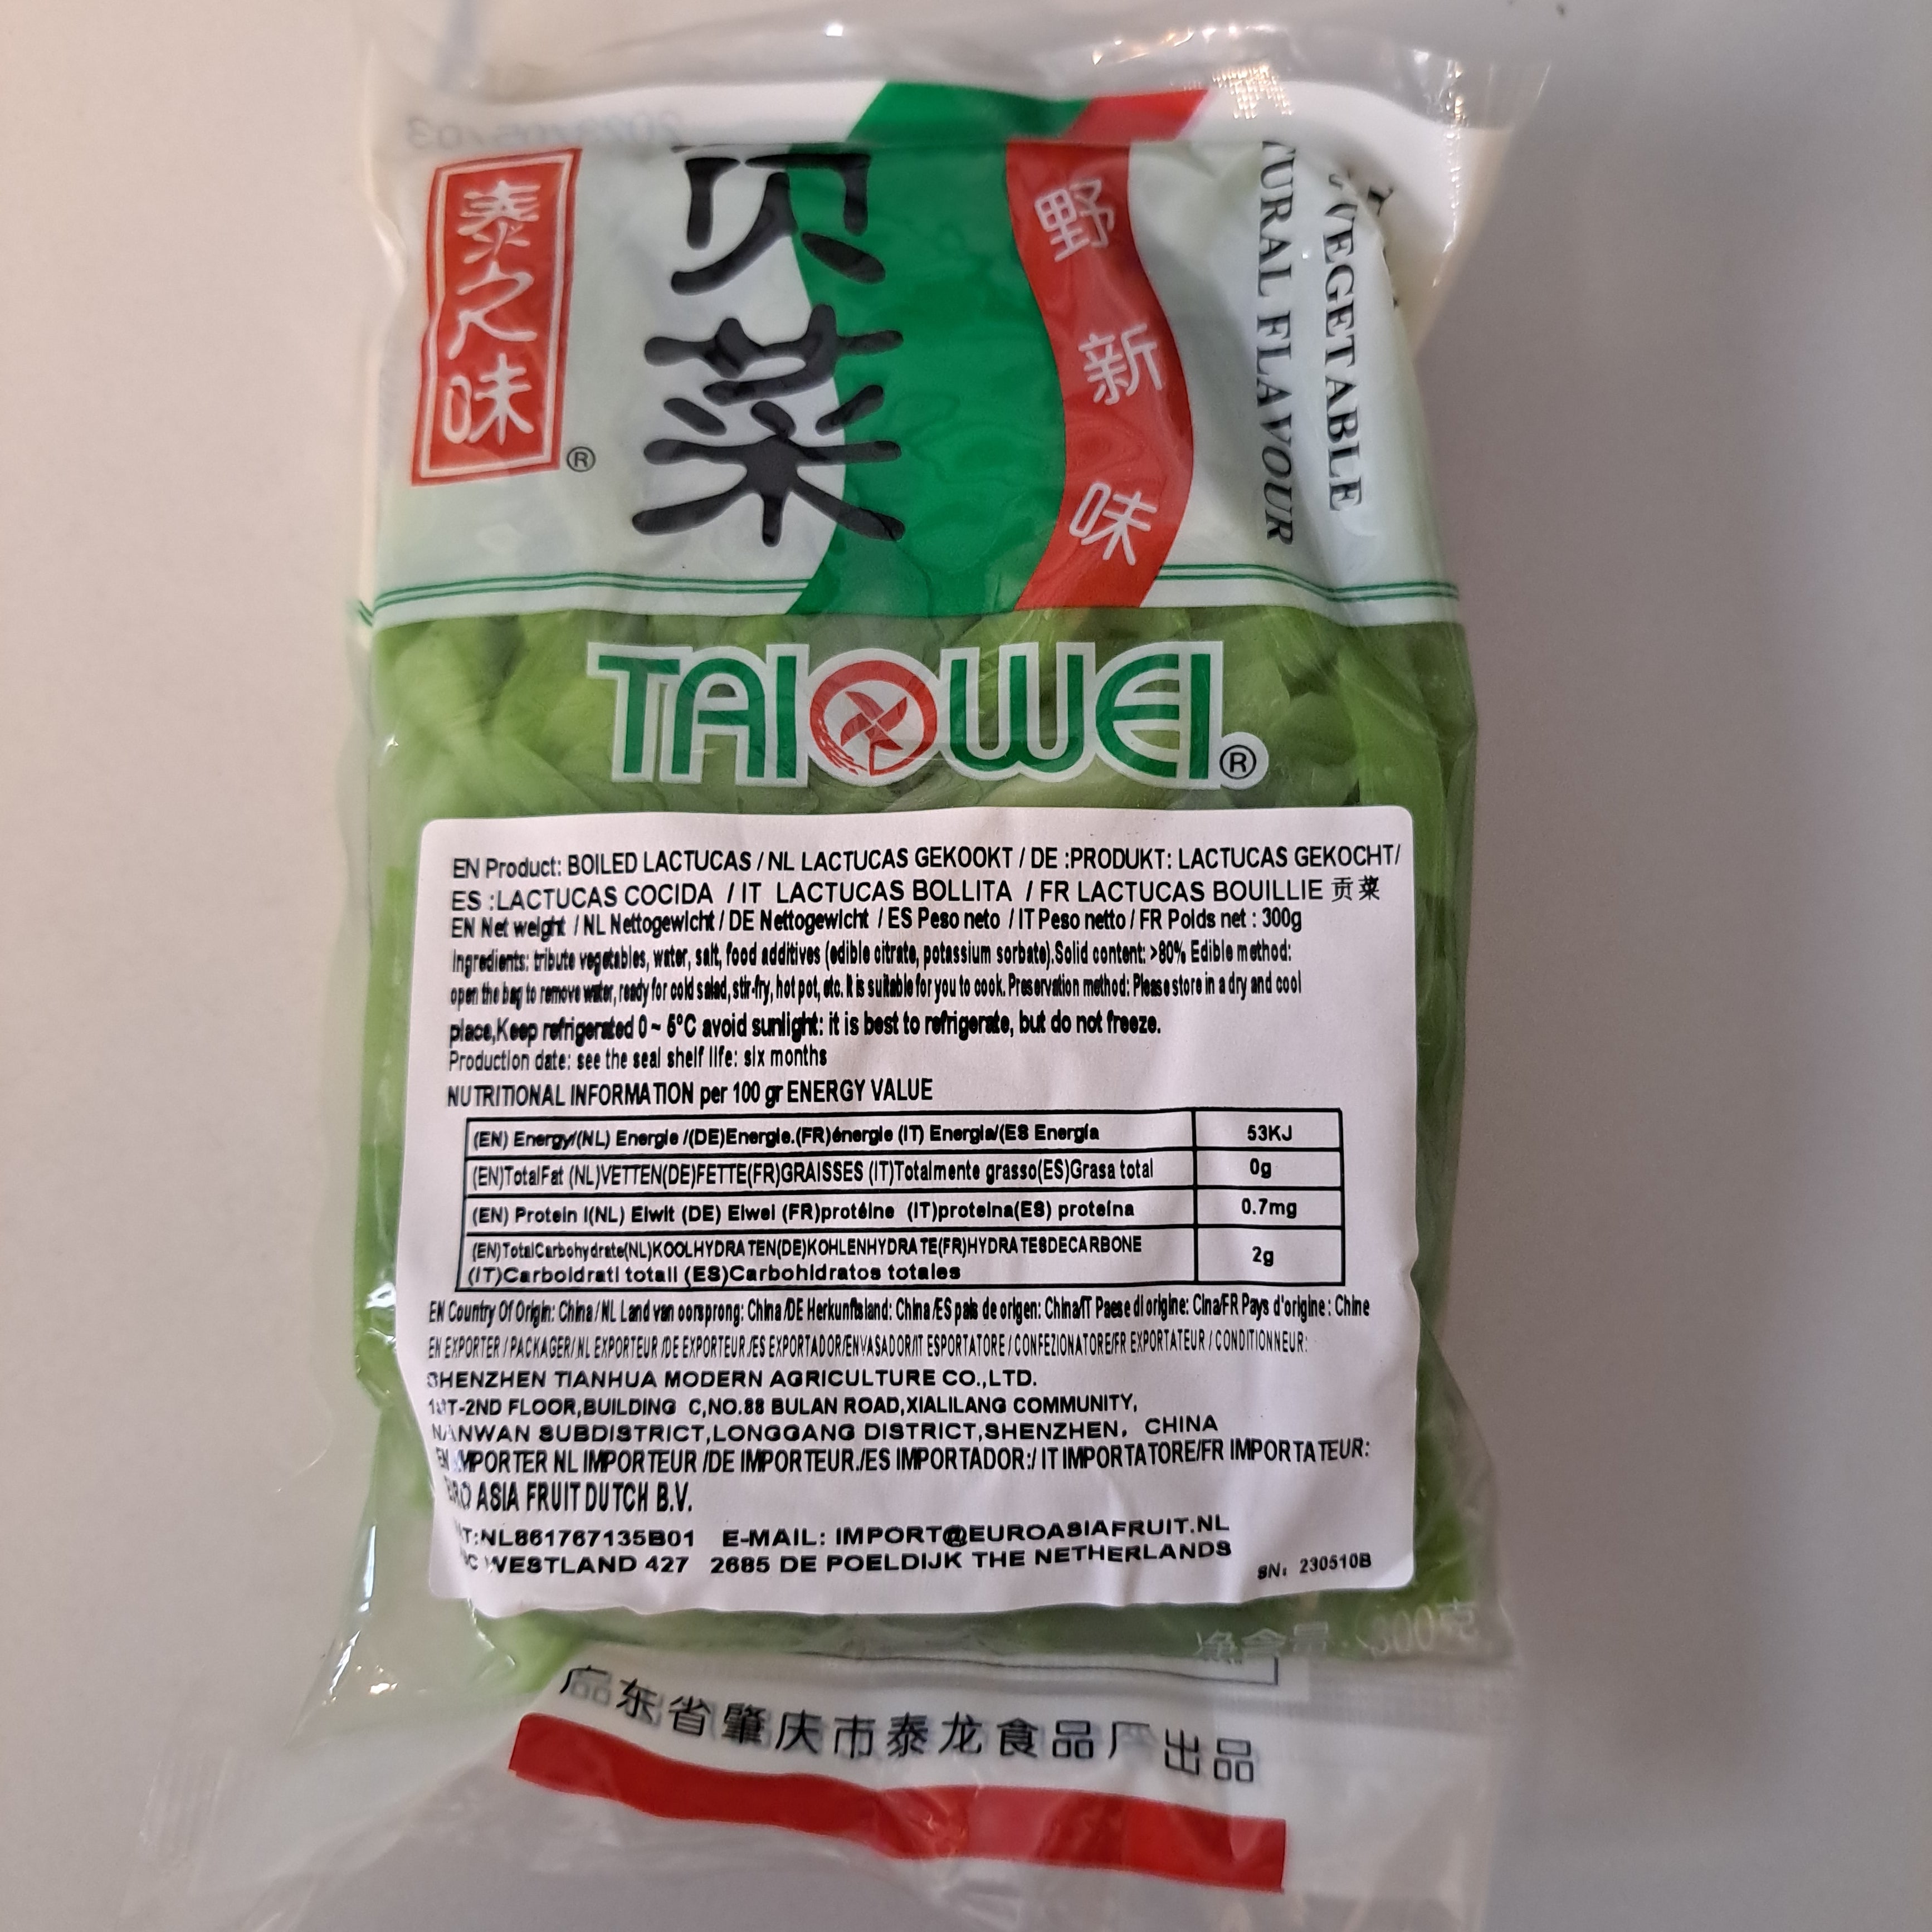 泰之味
®
贡菜
野新味
VEGETABLE
TURAL FLAVOUR
TAIWEI®
EN Product: BOILED LACTUCAS / NL LACTUCAS GEKOOKT / DE :PRODUKT: LACTUCAS GEKOCHT/
ES :LACTUCAS COCIDA / IT LACTUCAS BOLLITA / FR LACTUCAS BOUILLIE 贡菜
EN Net weight / NL Nettogewicht / DE Nettogewicht / ES Peso neto / IT Peso netto / FR Poids net : 300g
Ingredients: tribute vegetables, water, salt, food additives (edible citrate, potassium sorbate).Solid content: >80% Edible method:
open the bag to remove water, ready for cold salad, stir-fry, hot pot, etc. It is suitable for you to cook. Preservation method: Please store in a dry and cool
place,Keep refrigerated 0 ~ 5°C avoid sunlight: it is best to refrigerate, but do not freeze.
Production date: see the seal shelf life: six months
NUTRITIONAL INFORMATION per 100 gr ENERGY VALUE
(EN) Energy/(NL) Energie /(DE)Energie.(FR)énergie (IT) Energia/(ES Energía 53KJ
(EN)TotalFat (NL)VETTEN(DE)FETTE(FR)GRAISSES (IT)Totalmente grasso(ES)Grasa total 0g
(EN) Protein I(NL) Eiwit (DE) Eiwei (FR)protéine (IT)proteina(ES) proteína 0.7mg
(EN)TotalCarbohydrate(NL)KOOLHYDRATEN(DE)KOHLENHYDRATE(FR)HYDRATESDECARBONE
(IT)Carboidrati totali (ES)Carbohidratos totales 2g
EN Country Of Origin: China / NL Land van oorsprong: China /DE Herkunftsland: China /ES país de origen: China/IT Paese di origine: Cina/FR Pays d'origine : Chine
EN EXPORTER / PACKAGER/ NL EXPORTEUR /DE EXPORTEUR /ES EXPORTADOR/ENVASADOR/IT ESPORTATORE / CONFEZIONATORE/FR EXPORTATEUR / CONDITIONNEUR:
SHENZHEN TIANHUA MODERN AGRICULTURE CO.,LTD.
1ST-2ND FLOOR,BUILDING C,NO.88 BULAN ROAD,XIALILANG COMMUNITY,
NANWAN SUBDISTRICT,LONGGANG DISTRICT,SHENZHEN, CHINA
EN IMPORTER NL IMPORTEUR /DE IMPORTEUR./ES IMPORTADOR:/ IT IMPORTATORE/FR IMPORTATEUR:
EURO ASIA FRUIT DUTCH B.V.
T:NL861767135B01 E-MAIL: IMPORT@EUROASIAFRUIT.NL
WESTLAND 427 2685 DE POELDIJK THE NETHERLANDS
SN: 230510B
净含量: 300克
广东省肇庆市泰龙食品厂出品